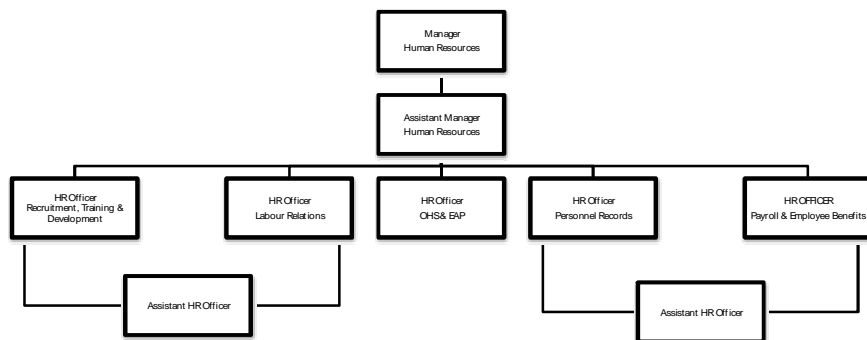 Manager
Human Resources
Assistant Manager
Human Resources
HR Officer
Recruitment, Training &
Development
HR Officer
Labour Relations
HR Officer
OHS & EAP
HR Officer
Personnel Records
HR OFFICER
Payroll & Employee Benefits
Assistant HR Officer
Assistant HR Officer